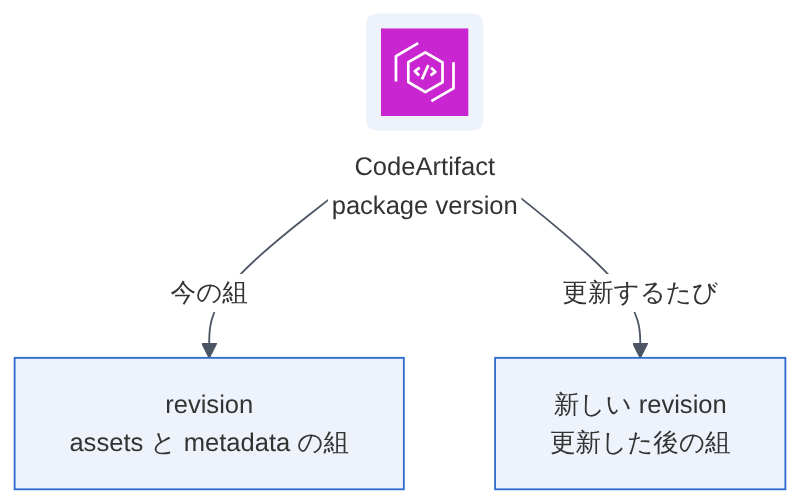 CodeArtifact
package version
今の組
更新するたび
revision
assets と metadata の組
新しい revision
更新した後の組